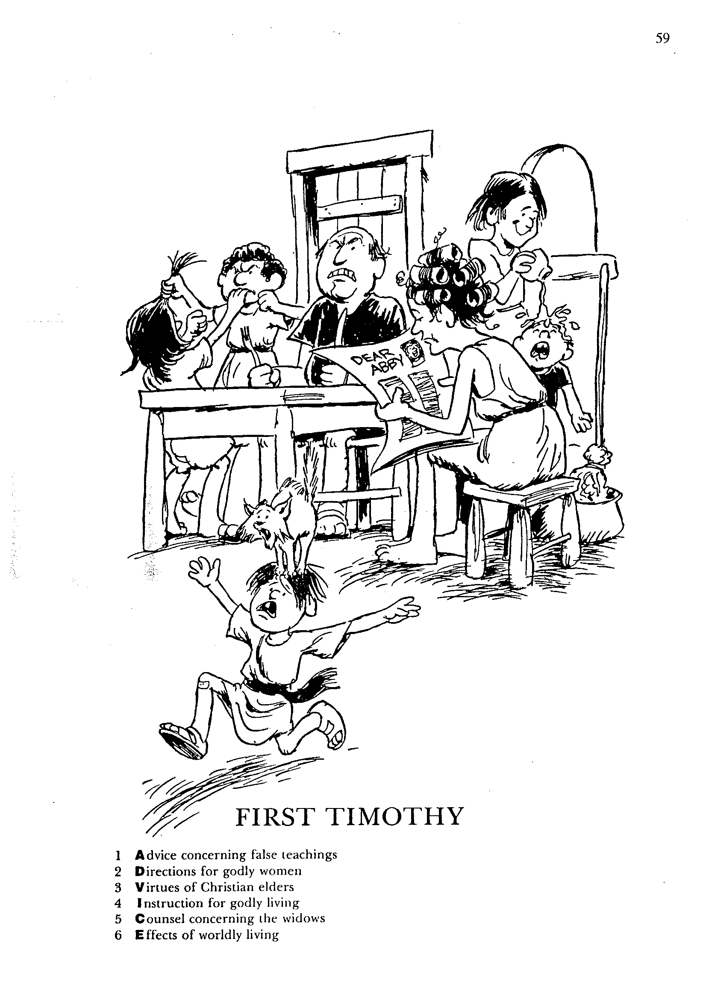 59
DEAR
ABBY
FIRST TIMOTHY
1 Advice concerning false teachings
2 Directions for godly women
3 Virtues of Christian elders
4 Instruction for godly living
5 Counsel concerning the widows
6 Effects of worldly living